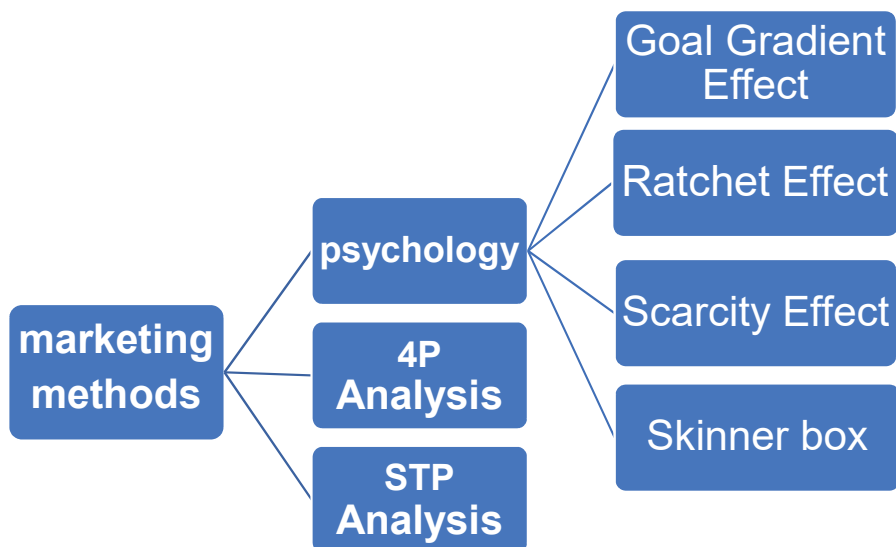 marketing
methods
psychology
4P
Analysis
STP
Analysis
Goal Gradient
Effect
Ratchet Effect
Scarcity Effect
Skinner box